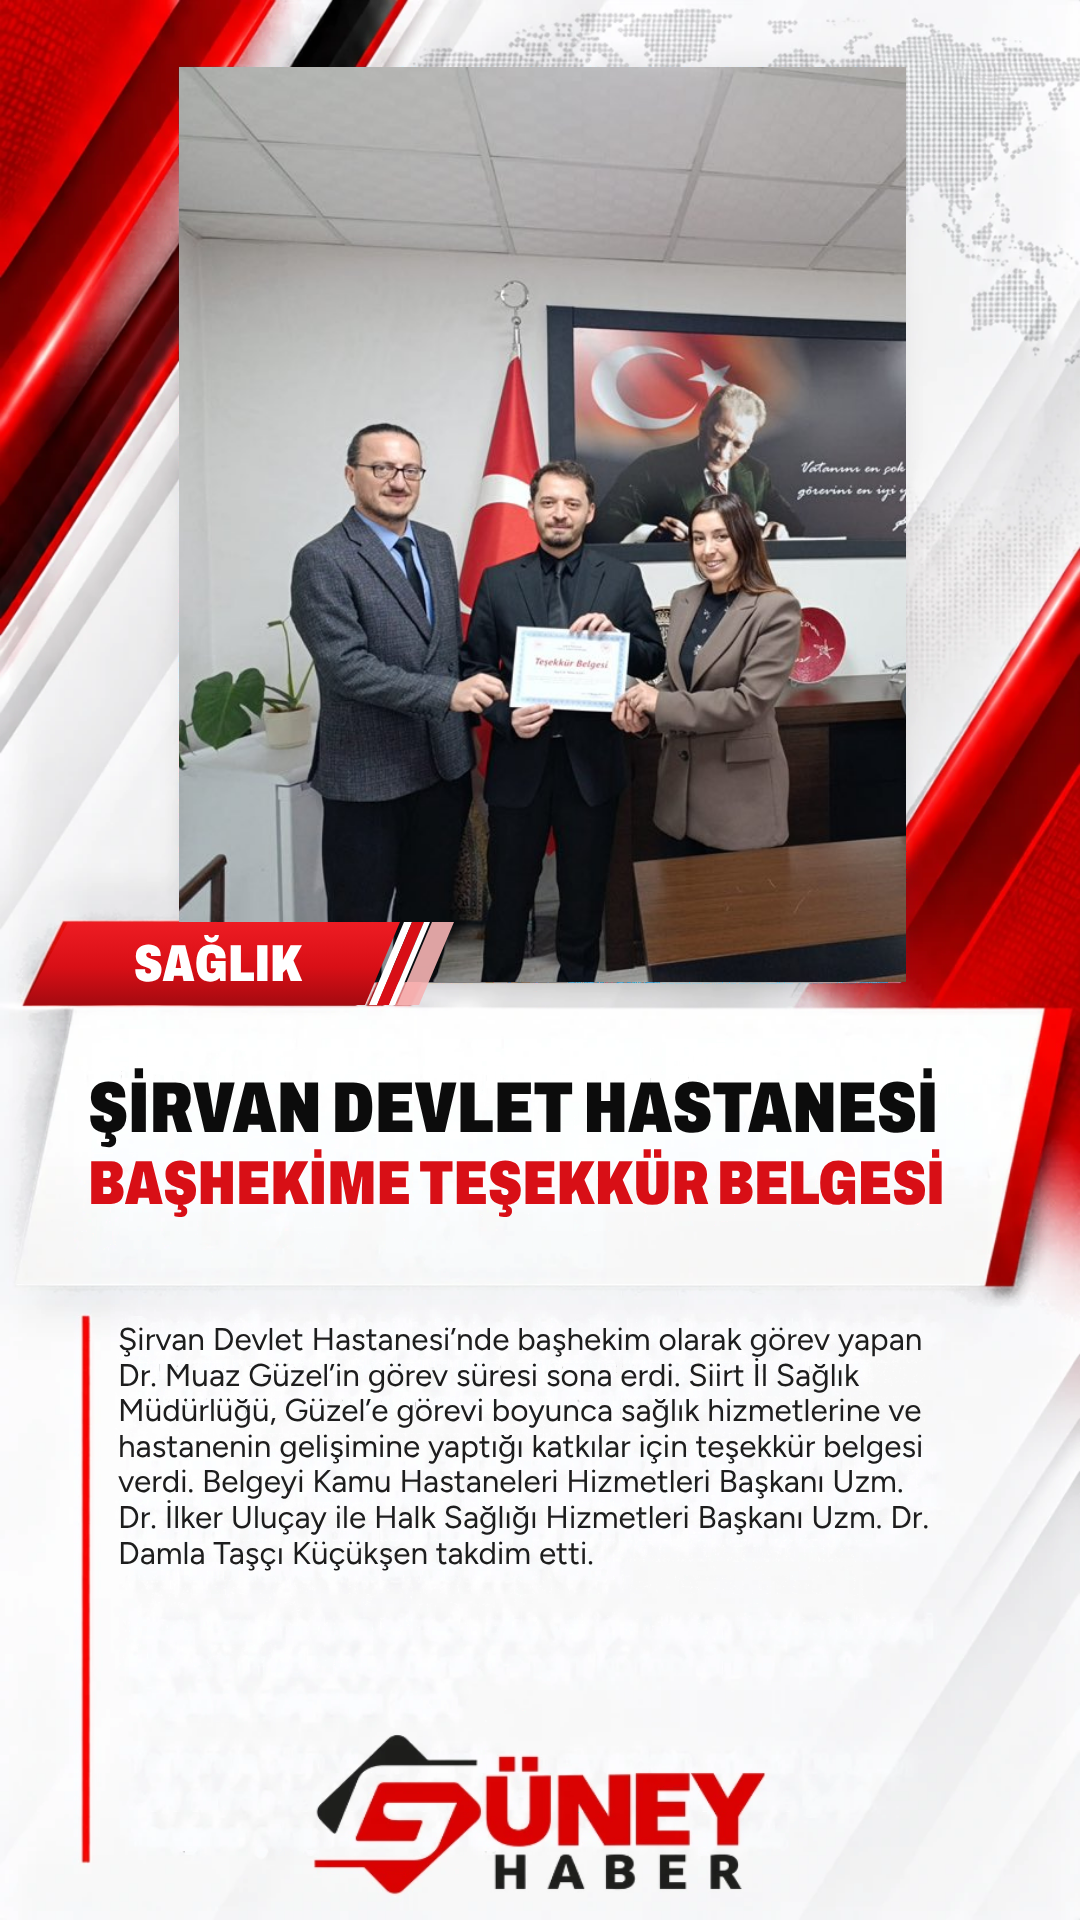 Vatanını en çok
görevini en iyi y
Teşekkür Belgesi
SAĞLIK
ŞİRVAN DEVLET HASTANESİ
BAŞHEKİME TEŞEKKÜR BELGESİ
Şirvan Devlet Hastanesi’nde başhekim olarak görev yapan
Dr. Muaz Güzel’in görev süresi sona erdi. Siirt İl Sağlık
Müdürlüğü, Güzel’e görevi boyunca sağlık hizmetlerine ve
hastanenin gelişimine yaptığı katkılar için teşekkür belgesi
verdi. Belgeyi Kamu Hastaneleri Hizmetleri Başkanı Uzm.
Dr. İlker Uluçay ile Halk Sağlığı Hizmetleri Başkanı Uzm. Dr.
Damla Taşçı Küçükşen takdim etti.
GÜNEY
HABER